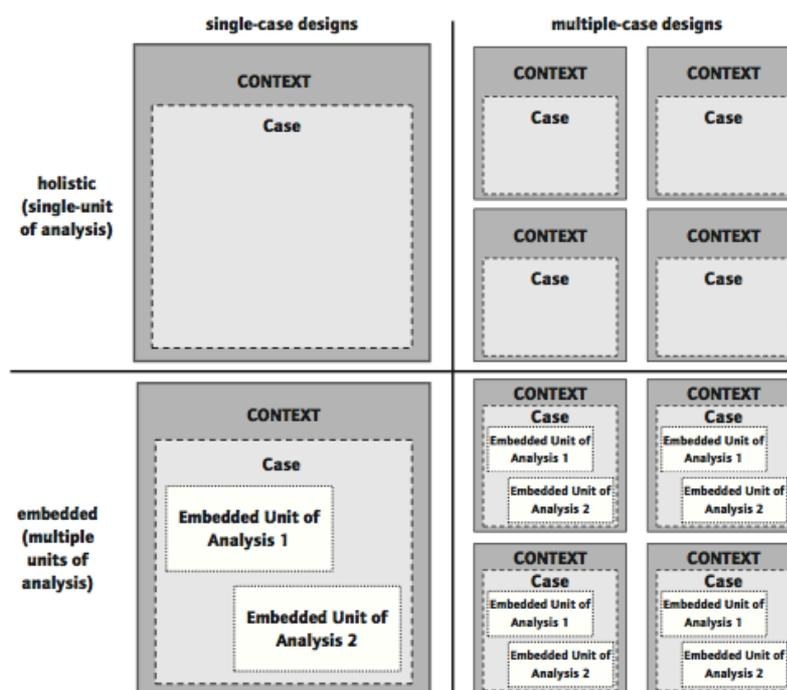 single-case designs
multiple-case designs
holistic
(single-unit
of analysis)
CONTEXT
Case
CONTEXT
Case
CONTEXT
Case
CONTEXT
Case
CONTEXT
Case
embedded
(multiple
units of
analysis)
CONTEXT
Case
Embedded Unit of
Analysis 1
Embedded Unit of
Analysis 2
CONTEXT
Case
Embedded Unit of
Analysis 1
Embedded Unit of
Analysis 2
CONTEXT
Case
Embedded Unit of
Analysis 1
Embedded Unit of
Analysis 2
CONTEXT
Case
Embedded Unit of
Analysis 1
Embedded Unit of
Analysis 2
CONTEXT
Case
Embedded Unit of
Analysis 1
Embedded Unit of
Analysis 2